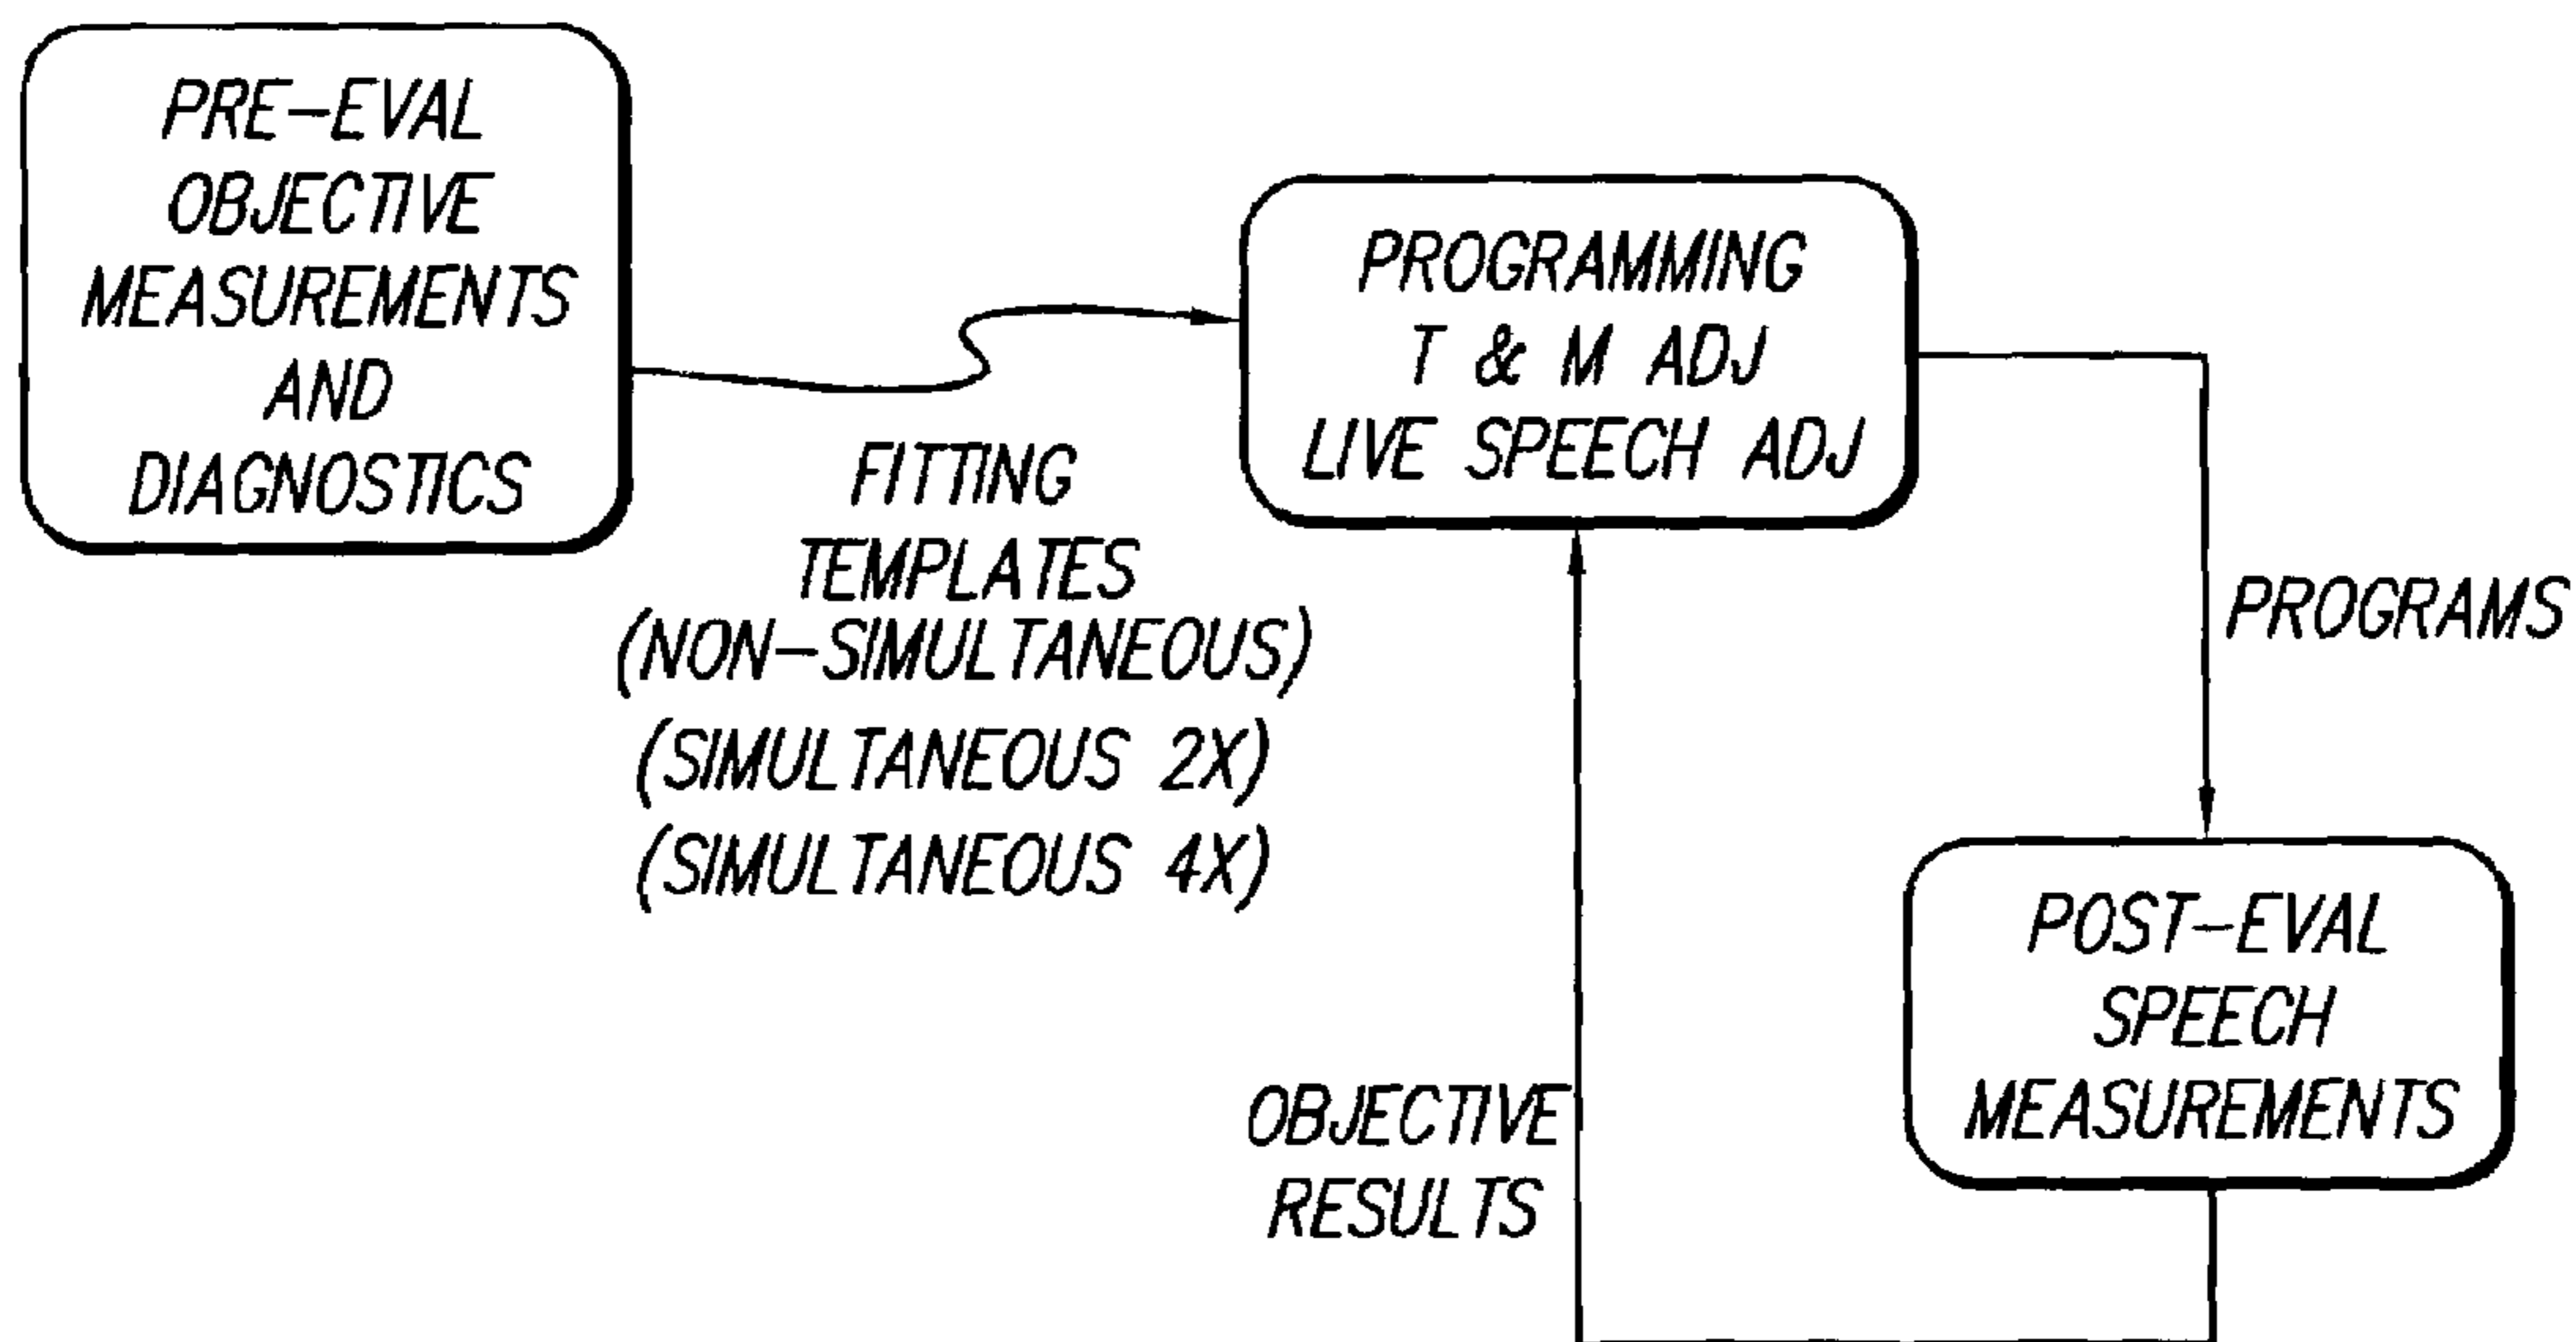 PRE-EVAL
OBJECTIVE
MEASUREMENTS
AND
DIAGNOSTICS
FITTING
TEMPLATES
(NON-SIMULTANEOUS)
(SIMULTANEOUS 2X)
(SIMULTANEOUS 4X)
PROGRAMMING
T & M ADJ
LIVE SPEECH ADJ
PROGRAMS
POST-EVAL
SPEECH
MEASUREMENTS
OBJECTIVE
RESULTS